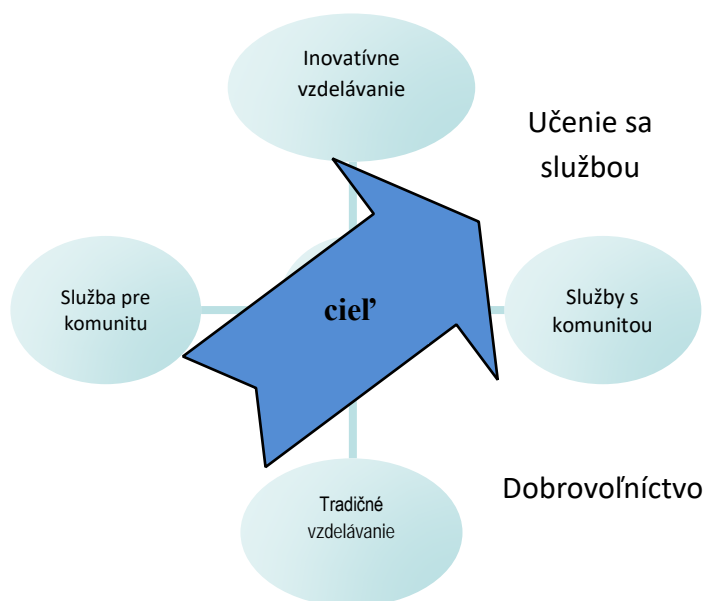 Inovatívne
vzdelávanie
Učenie sa
službou
Služba pre
komunitu
cieľ
Služby s
komunitou
Tradičné
vzdelávanie
Dobrovoľníctvo